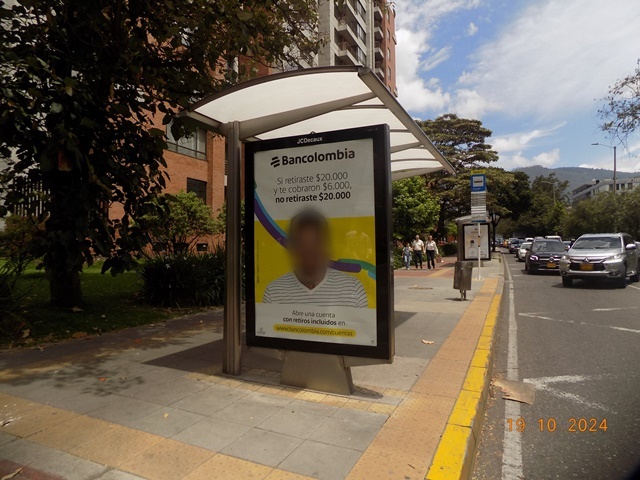 JCDecaux
Bancolombia
Si retiraste $20.000
y te cobraron $6.000,
no retiraste $20.000
Abre una cuenta
con retiros incluidos en
www.bancolombia.com/cuentas
19 10 2024